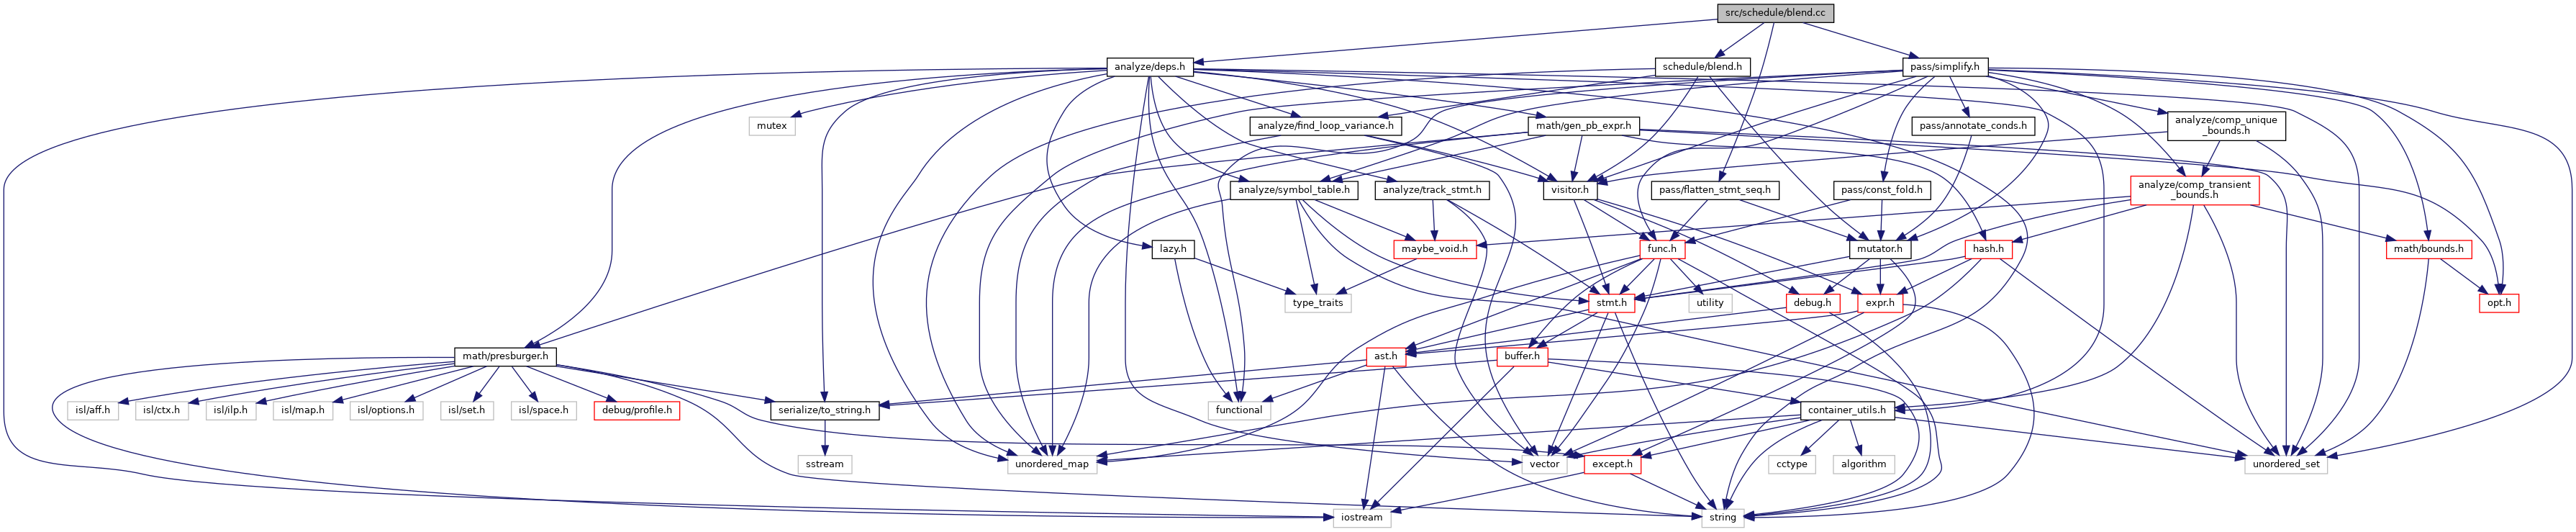 src/schedule/blend.cc
analyze/deps.h
schedule/blend.h
pass/simplify.h
mutex
analyze/find_loop_variance.h
math/gen_pb_expr.h
pass/annotate_conds.h
analyze/comp_unique
_bounds.h
analyze/symbol_table.h
analyze/track_stmt.h
visitor.h
pass/flatten_stmt_seq.h
pass/const_fold.h
analyze/comp_transient
_bounds.h
lazy.h
maybe_void.h
func.h
mutator.h
hash.h
math/bounds.h
type_traits
stmt.h
utility
debug.h
expr.h
opt.h
math/presburger.h
ast.h
buffer.h
isl/aff.h
isl/ctx.h
isl/ilp.h
isl/map.h
isl/options.h
isl/set.h
isl/space.h
debug/profile.h
serialize/to_string.h
functional
container_utils.h
sstream
unordered_map
vector
except.h
cctype
algorithm
unordered_set
iostream
string